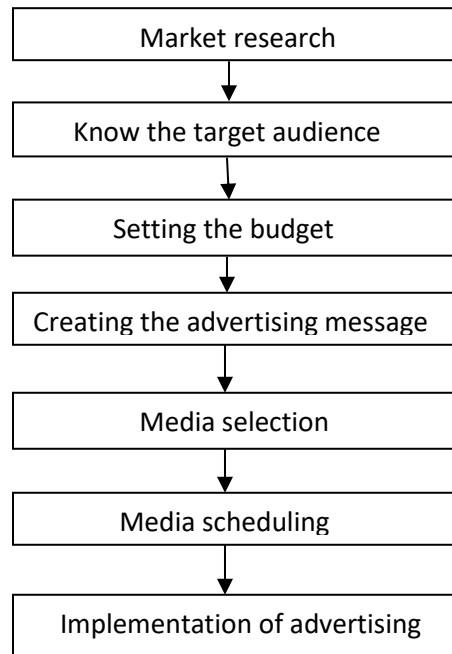 Market research
Know the target audience
Setting the budget
Creating the advertising message
Media selection
Media scheduling
Implementation of advertising